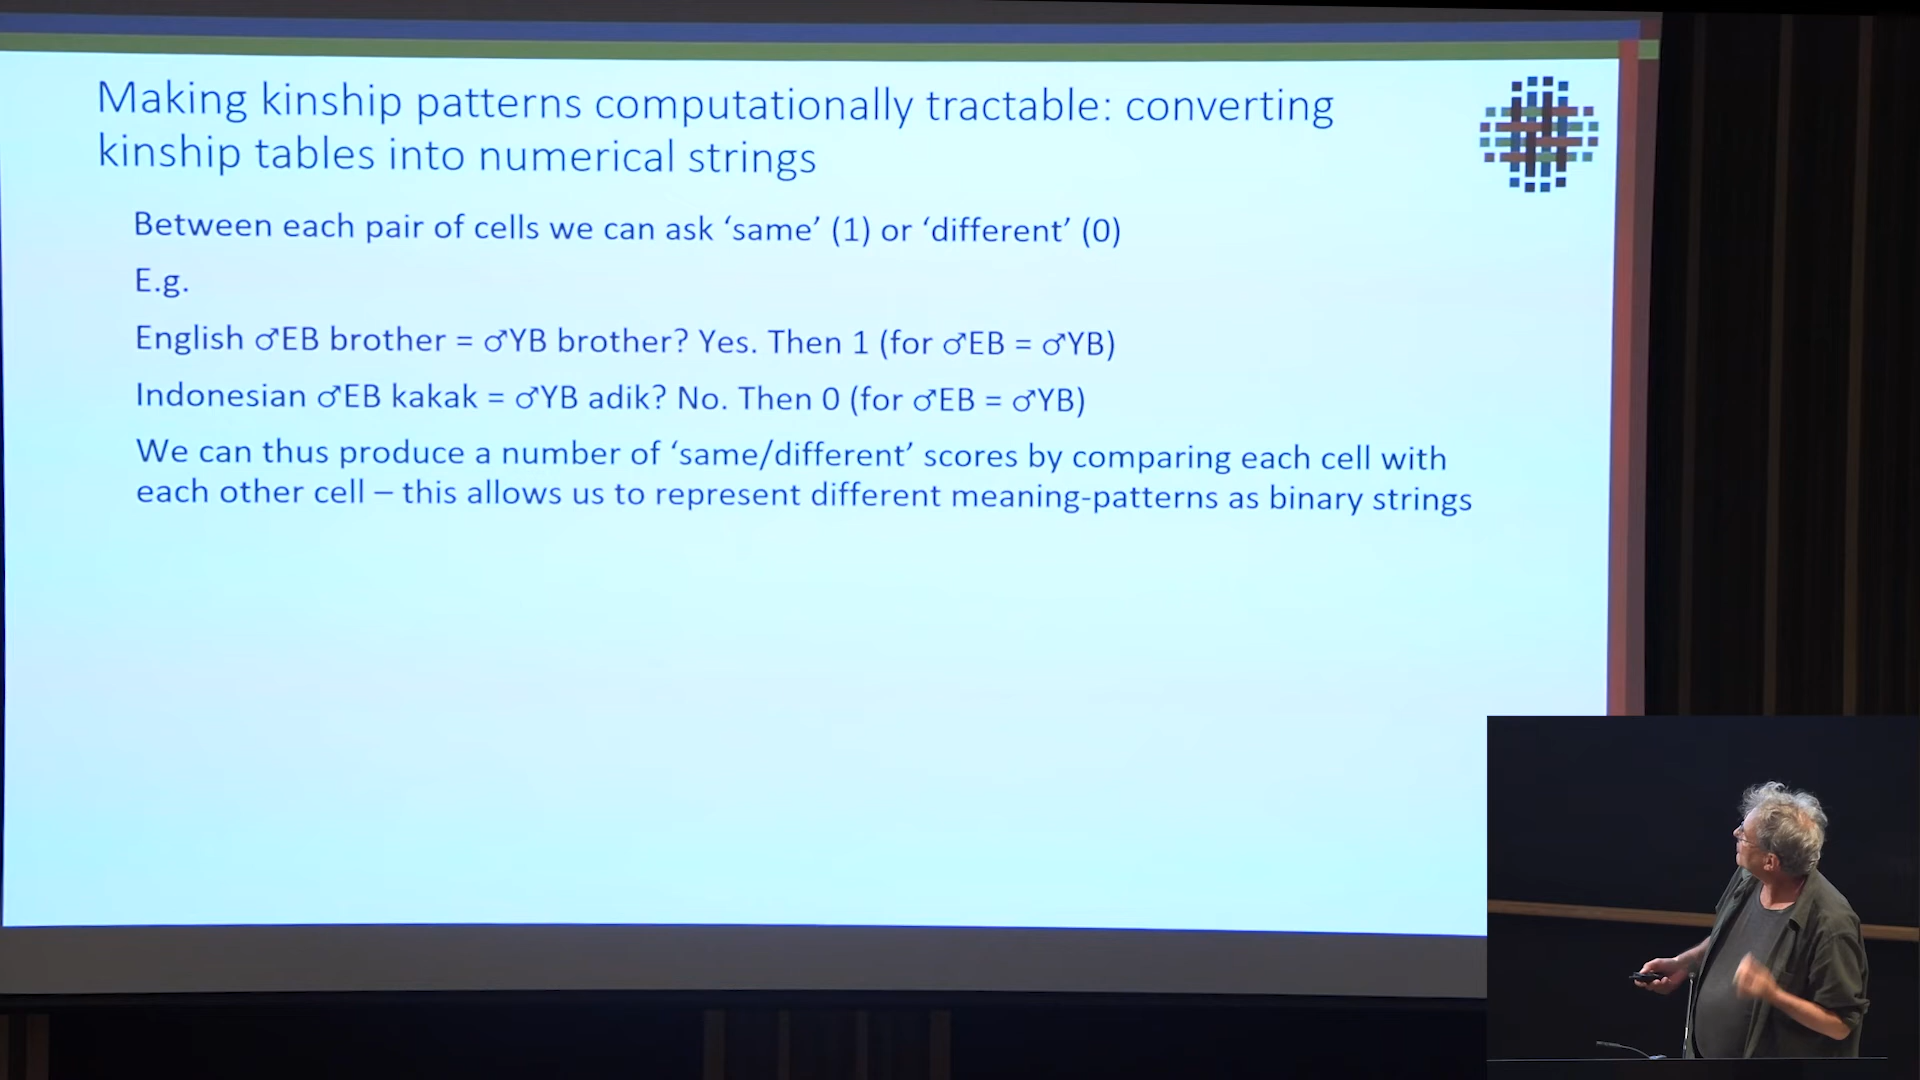 Making kinship patterns computationally tractable: converting
kinship tables into numerical strings
Between each pair of cells we can ask ‘same’ (1) or ‘different’ (0)
E.g.
English ♂EB brother = ♂YB brother? Yes. Then 1 (for ♂EB = ♂YB)
Indonesian ♂EB kakak = ♂YB adik? No. Then 0 (for ♂EB = ♂YB)
We can thus produce a number of ‘same/different’ scores by comparing each cell with
each other cell – this allows us to represent different meaning-patterns as binary strings